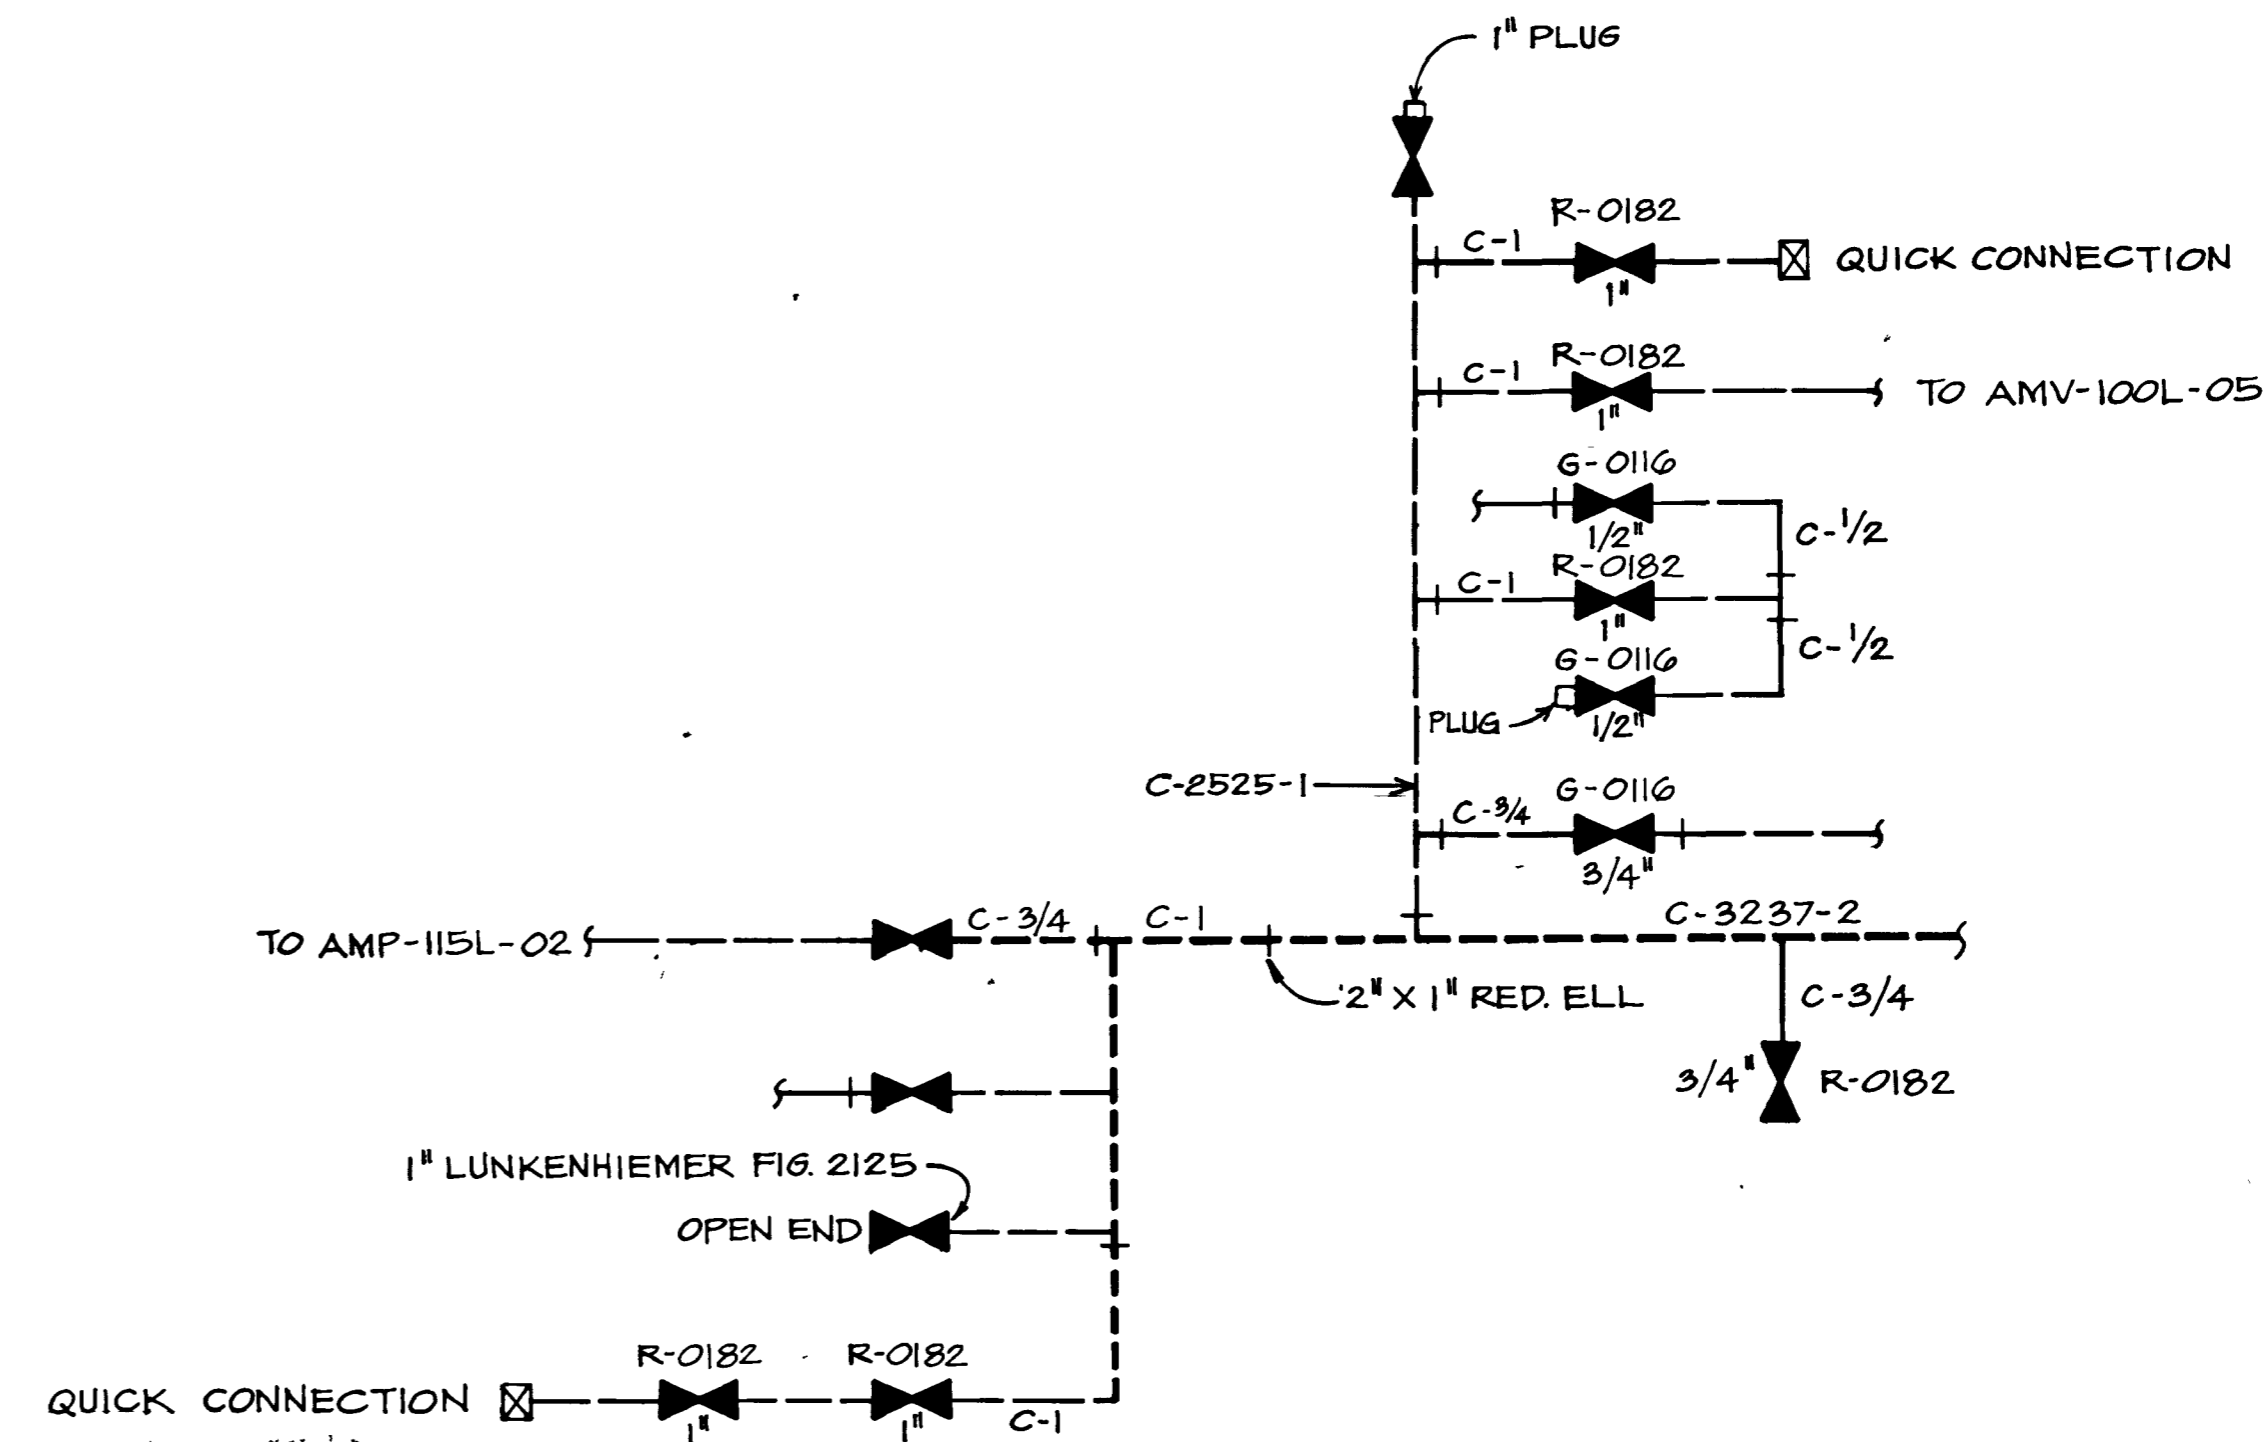 1" PLUG
R-0182
C-1
1"
QUICK CONNECTION
R-0182
C-1
1"
TO AMV-100L-05
G-0116
1/2"
C-1/2
R-0182
C-1
1"
G-0116
C-1/2
PLUG
1/2"
C-2525-1
G-0116
C-3/4
3/4"
TO AMP-115L-02
C-3/4
C-1
C-3237-2
2" X 1" RED. ELL
C-3/4
3/4"
R-0182
1" LUNKENHIEMER FIG. 2125
OPEN END
R-0182
R-0182
QUICK CONNECTION
1"
1"
C-1